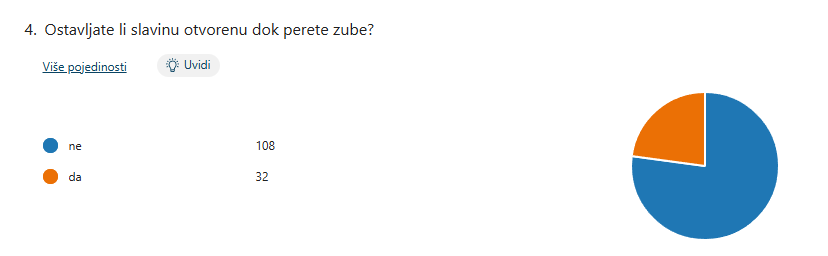 4. Ostavljate li slavinu otvorenu dok perete zube?
Više pojedinosti
Uvidi
ne 108
da 32